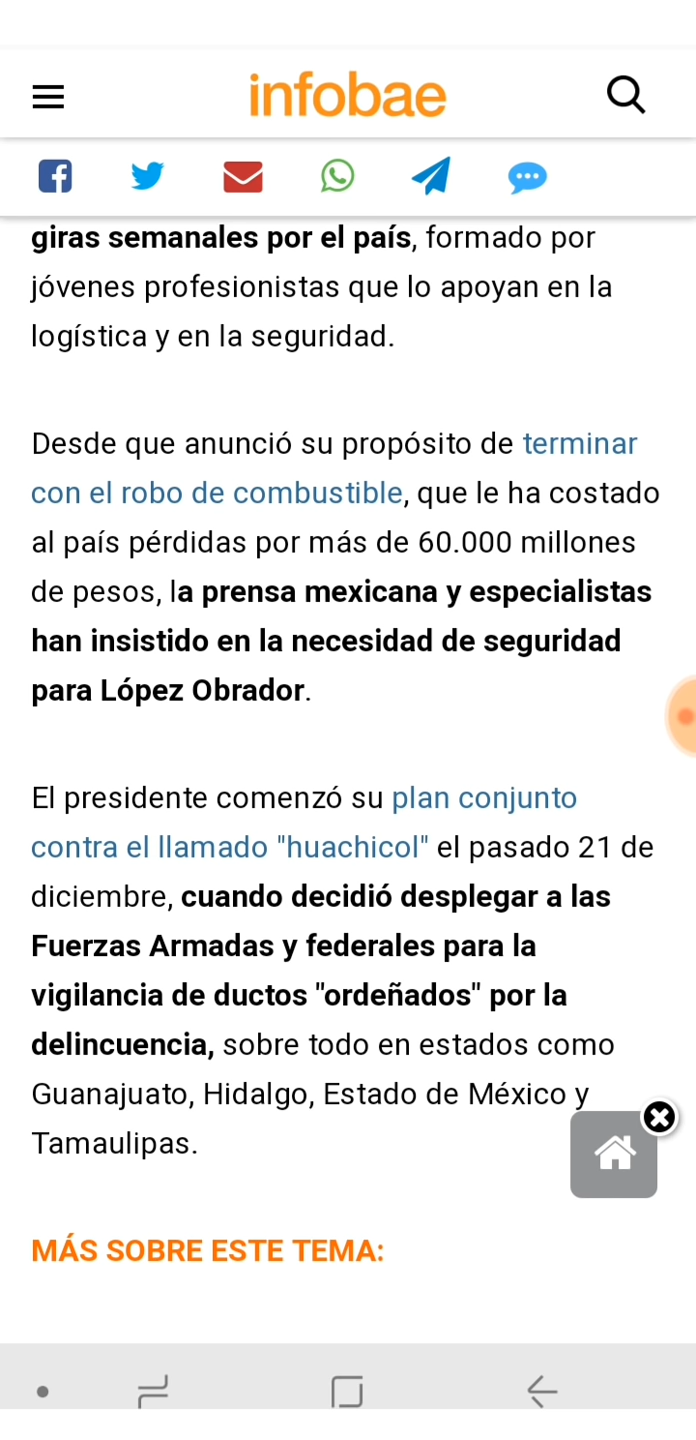 infobae
giras semanales por el país, formado por
jóvenes profesionistas que lo apoyan en la
logística y en la seguridad.
Desde que anunció su propósito de terminar
con el robo de combustible, que le ha costado
al país pérdidas por más de 60.000 millones
de pesos, la prensa mexicana y especialistas
han insistido en la necesidad de seguridad
para López Obrador.
El presidente comenzó su plan conjunto
contra el llamado "huachicol" el pasado 21 de
diciembre, cuando decidió desplegar a las
Fuerzas Armadas y federales para la
vigilancia de ductos "ordeñados" por la
delincuencia, sobre todo en estados como
Guanajuato, Hidalgo, Estado de México y
Tamaulipas.
MÁS SOBRE ESTE TEMA: